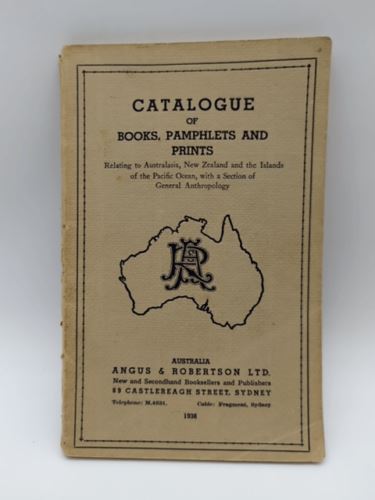 CATALOGUE
OF
BOOKS, PAMPHLETS AND
PRINTS
Relating to Australasia, New Zealand and the Islands
of the Pacific Ocean, with a Section of
General Anthropology
AUSTRALIA
ANGUS & ROBERTSON LTD.
New and Secondhand Booksellers and Publishers
89 CASTLEREAGH STREET, SYDNEY
Telephone: M.4651. Cable: Fragment, Sydney
1938